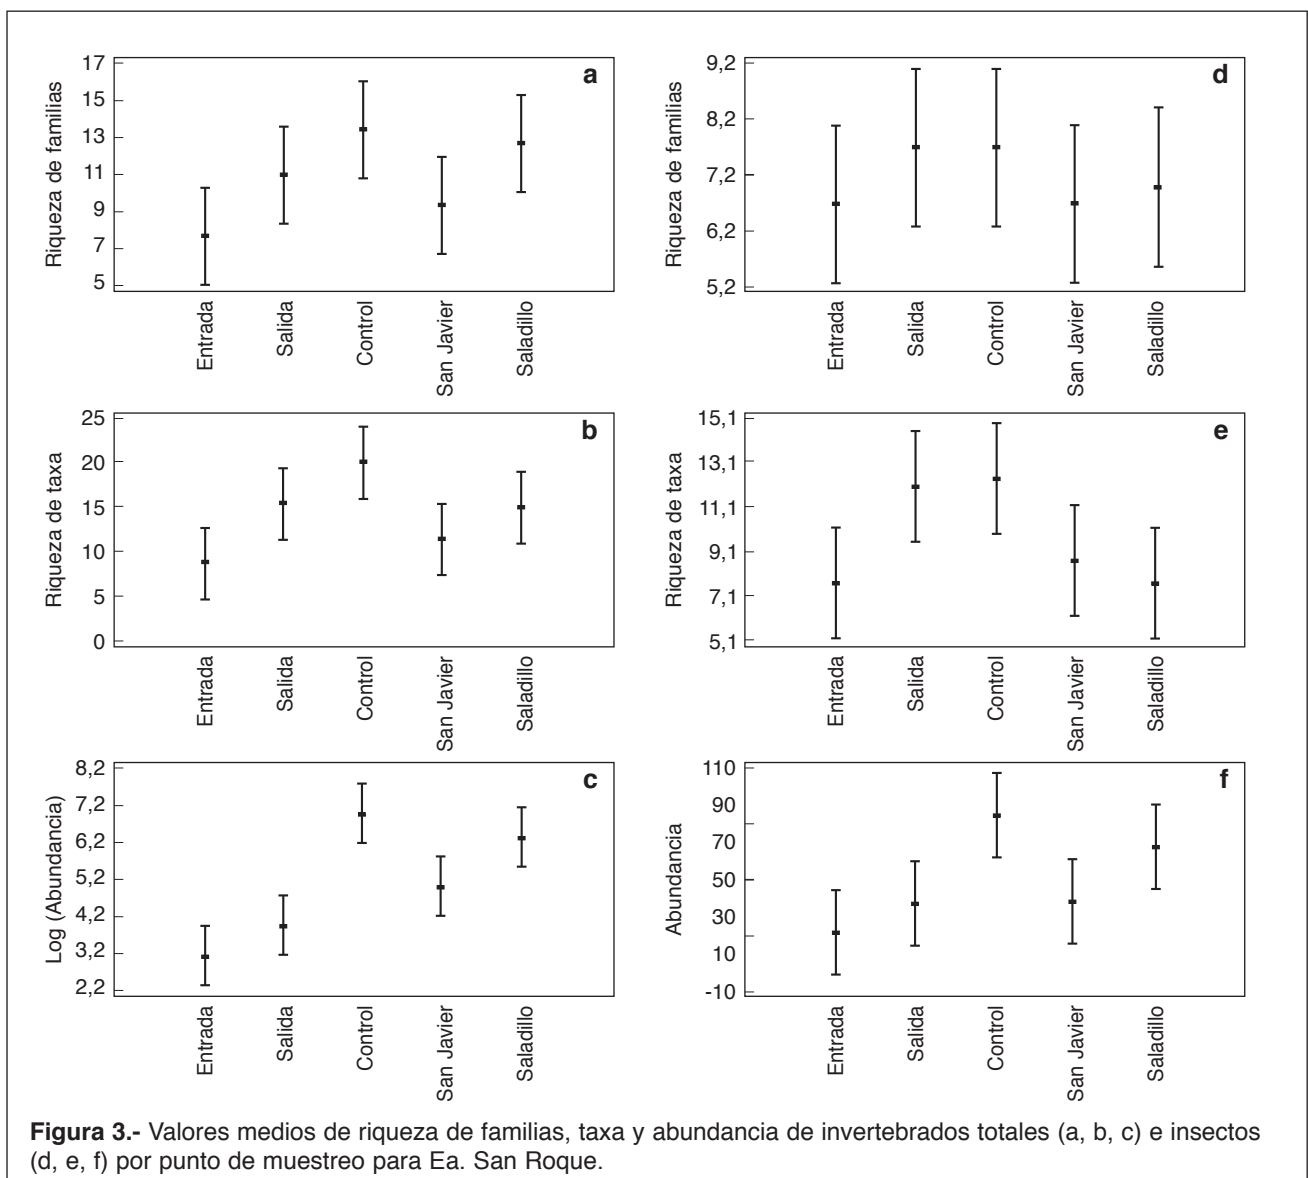 a
Riqueza de familias
17
15
13
11
9
7
5
Entrada
Salida
Control
San Javier
Saladillo
d
Riqueza de familias
9,2
8,2
7,2
6,2
5,2
Entrada
Salida
Control
San Javier
Saladillo
b
Riqueza de taxa
25
20
15
10
5
0
Entrada
Salida
Control
San Javier
Saladillo
e
Riqueza de taxa
15,1
13,1
11,1
9,1
7,1
5,1
Entrada
Salida
Control
San Javier
Saladillo
c
Log (Abundancia)
8,2
7,2
6,2
5,2
4,2
3,2
2,2
Entrada
Salida
Control
San Javier
Saladillo
f
Abundancia
110
90
70
50
30
10
-10
Entrada
Salida
Control
San Javier
Saladillo
Figura 3.- Valores medios de riqueza de familias, taxa y abundancia de invertebrados totales (a, b, c) e insectos
(d, e, f) por punto de muestreo para Ea. San Roque.